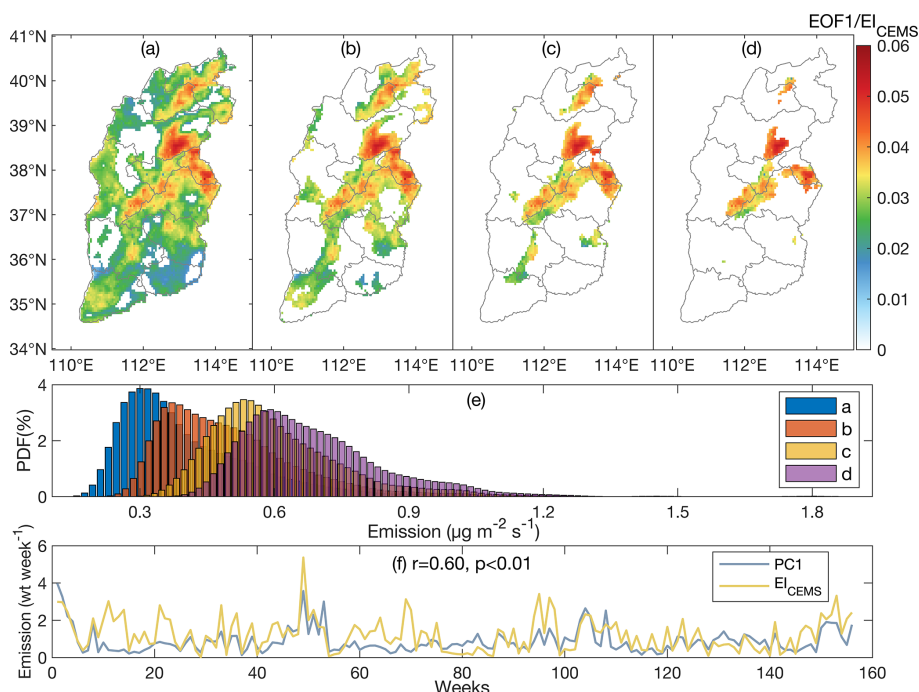 EOF1/EI_CEMS
(a) (b) (c) (d)
41°N
40°N
39°N
38°N
37°N
36°N
35°N
34°N
0.06
0.05
0.04
0.03
0.02
0.01
0
110°E 112°E 114°E 110°E 112°E 114°E 110°E 112°E 114°E 110°E 112°E 114°E
(e)
PDF(%)
4
2
0
a
b
c
d
0.3 0.6 0.9 1.2 1.5 1.8
Emission (µg m⁻² s⁻¹)
(f) r=0.60, p<0.01
Emission (wt week⁻¹)
6
4
2
0
PC1
EI_CEMS
0 20 40 60 80 100 120 140 160
Weeks